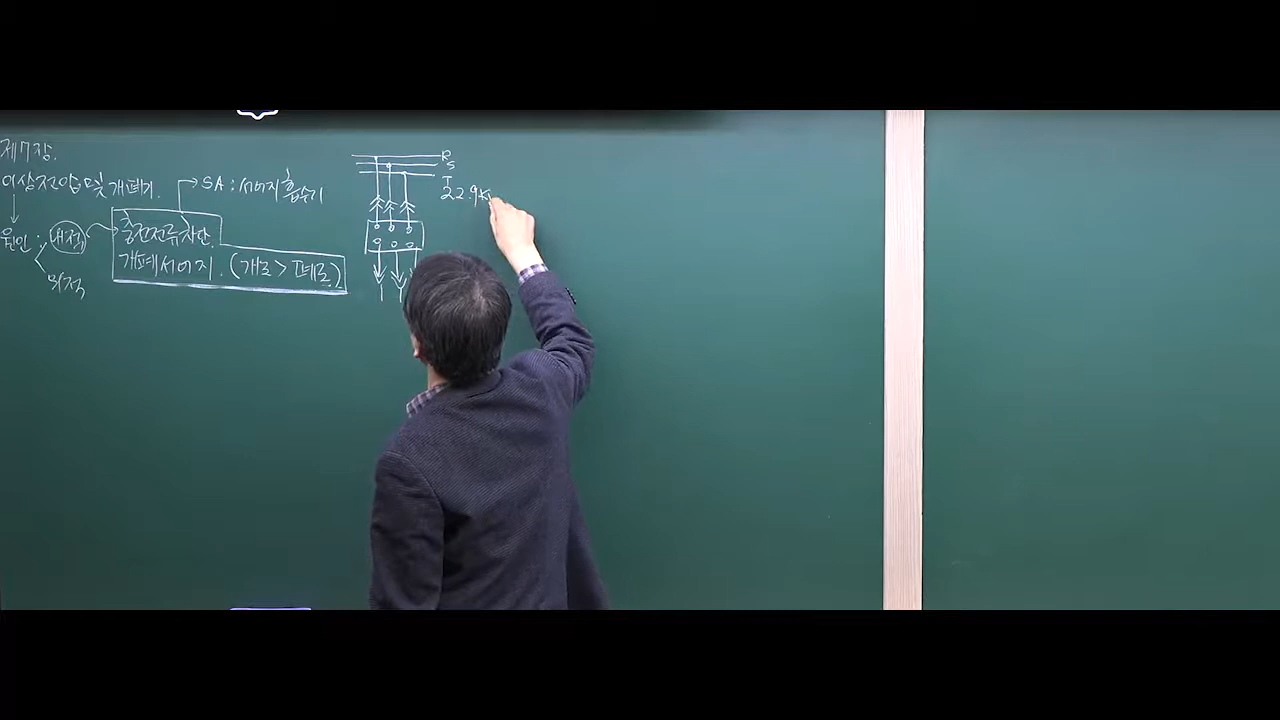 제7장.
이상전압 및 개폐기.
SA : 서어지 흡수기
원인 : 내적
충전전류차단.
개폐서어지. (개로 > 폐로)
외적
R
S
T
22.9K